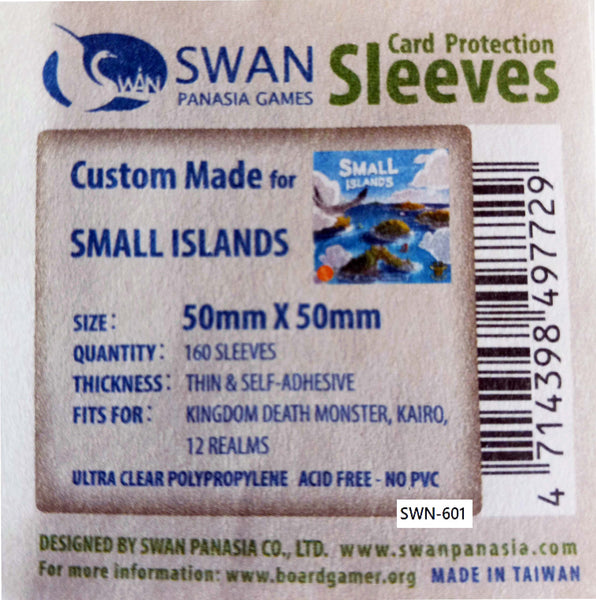 SWAN
SWAN
PANASIA GAMES
Card Protection
Sleeves
Custom Made for
SMALL ISLANDS
SMALL
ISLANDS
SIZE: 50mm X 50mm
QUANTITY: 160 SLEEVES
THICKNESS: THIN & SELF-ADHESIVE
FITS FOR: KINGDOM DEATH MONSTER, KAIRO,
12 REALMS
ULTRA CLEAR POLYPROPYLENE ACID FREE - NO PVC
4 714398 497729
SWN-601
DESIGNED BY SWAN PANASIA CO., LTD. www.swanpanasia.com
For more information: www.boardgamer.org MADE IN TAIWAN